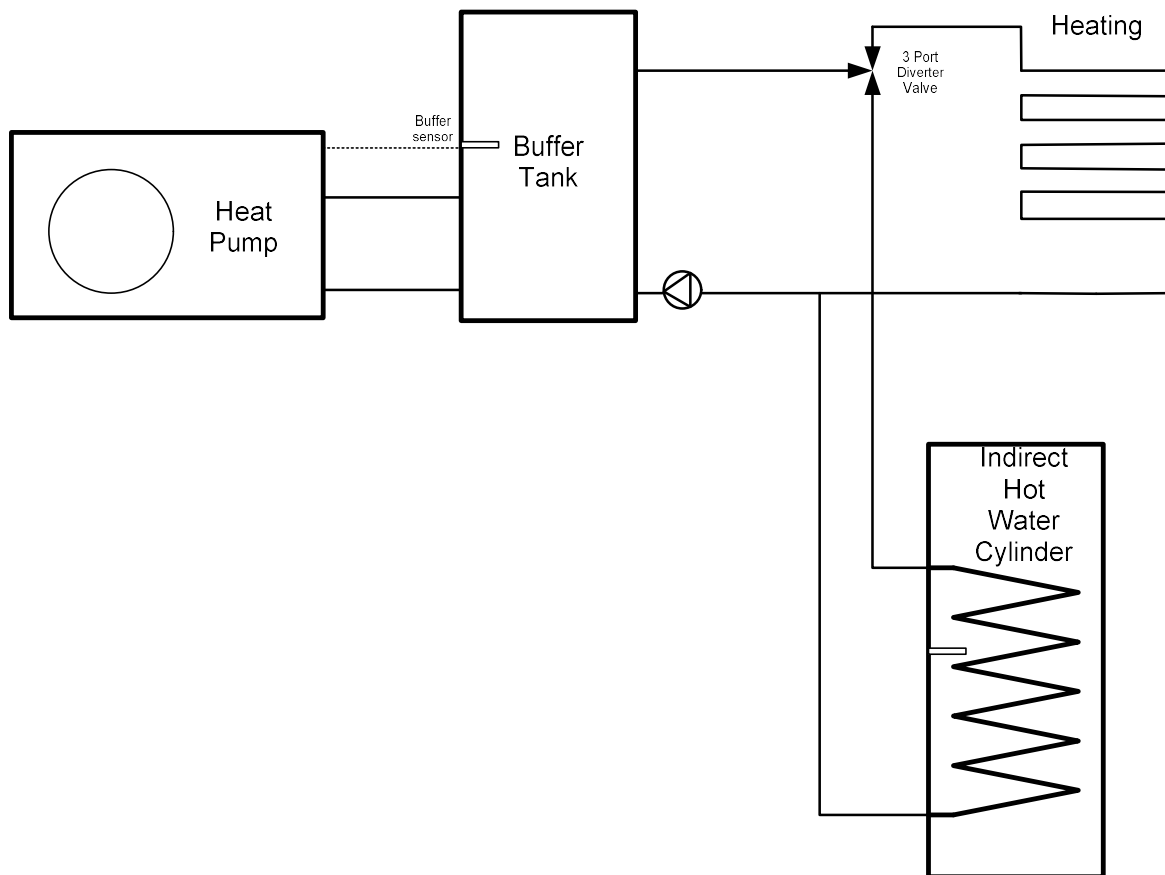 Heating
3 Port
Diverter
Valve
Buffer
sensor
Buffer
Tank
Heat
Pump
Indirect
Hot
Water
Cylinder